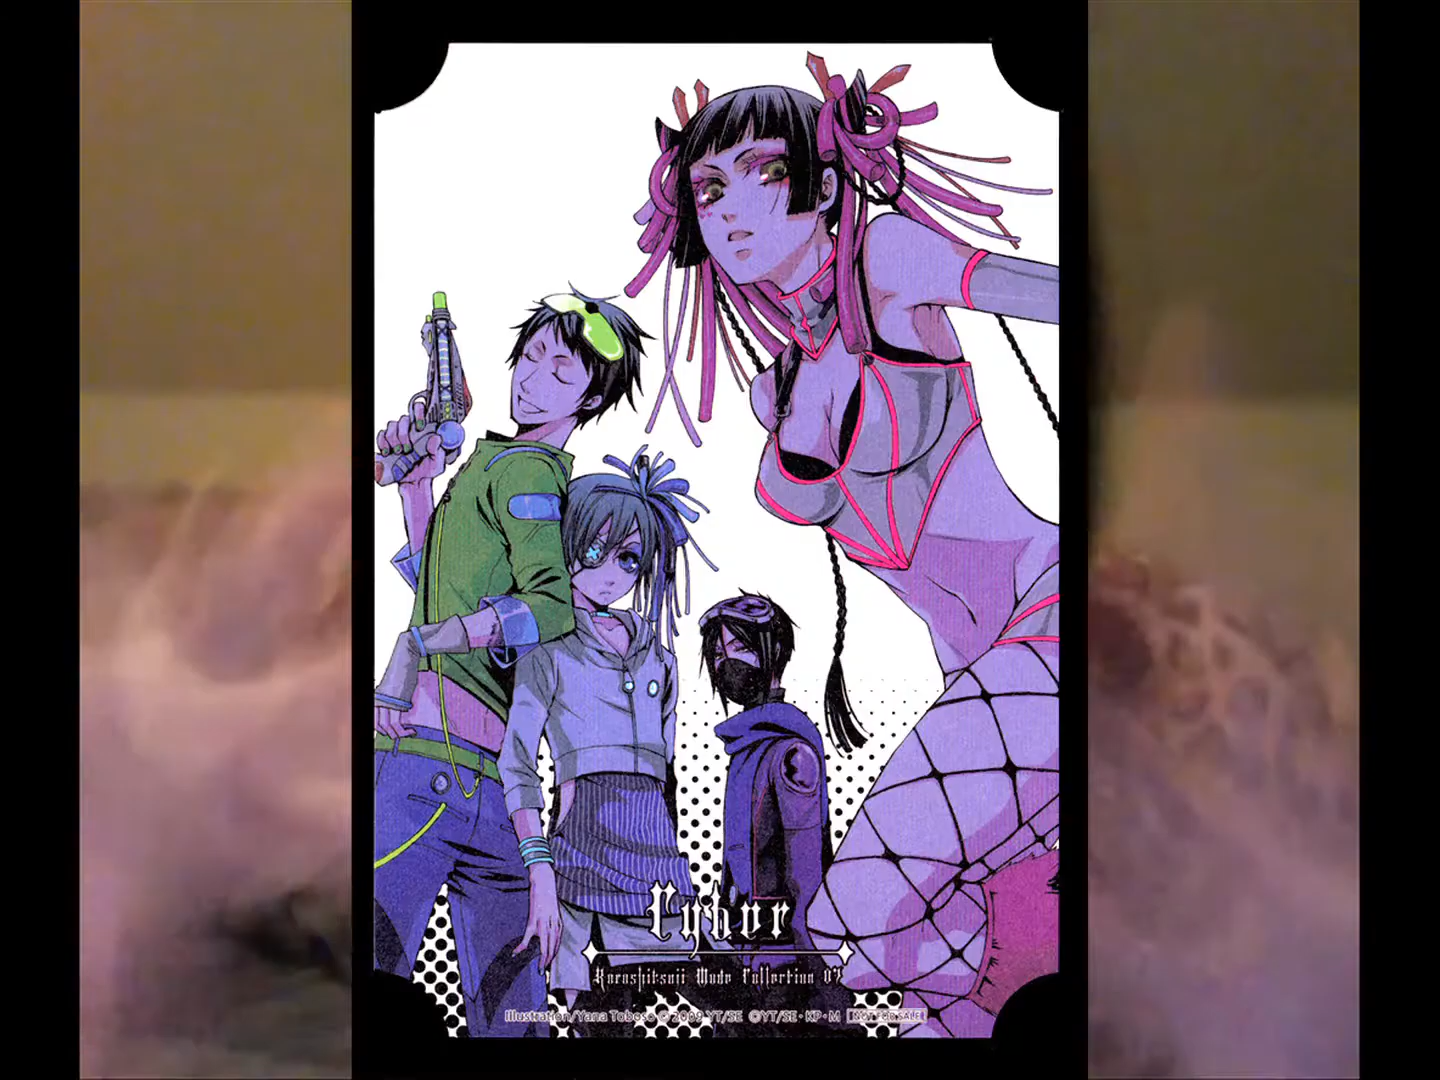 Cyber
Kuroshitsuji Mode Collection 07
Illustration/Yana Toboso © 2009 YT/SE ©YT/SE・KP・M NOT FOR SALE!